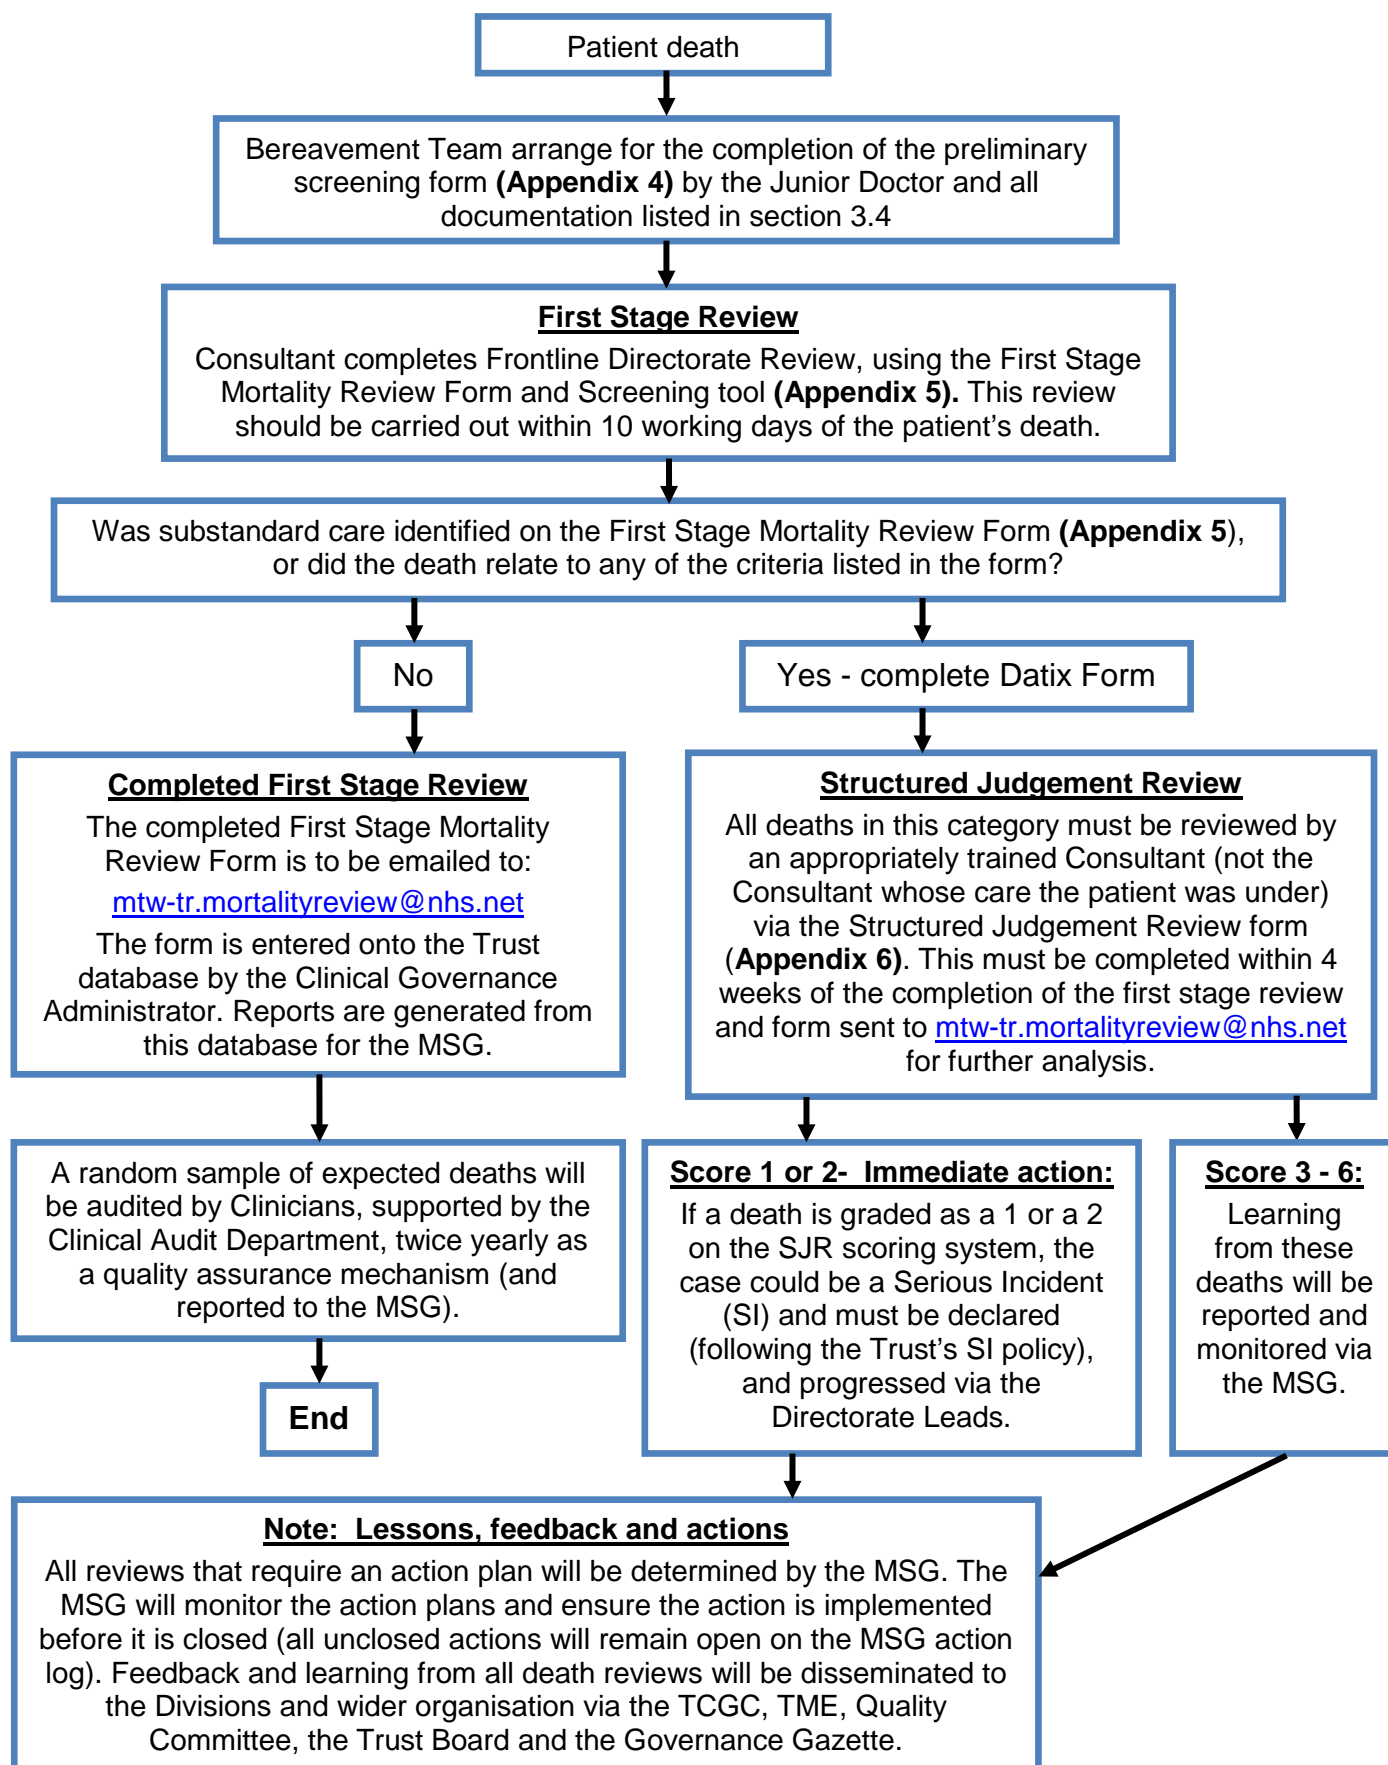 Patient death
Bereavement Team arrange for the completion of the preliminary
screening form (Appendix 4) by the Junior Doctor and all
documentation listed in section 3.4
First Stage Review
Consultant completes Frontline Directorate Review, using the First Stage
Mortality Review Form and Screening tool (Appendix 5). This review
should be carried out within 10 working days of the patient's death.
Was substandard care identified on the First Stage Mortality Review Form (Appendix 5),
or did the death relate to any of the criteria listed in the form?
No
Yes - complete Datix Form
Completed First Stage Review
The completed First Stage Mortality
Review Form is to be emailed to:
mtw-tr.mortalityreview@nhs.net
The form is entered onto the Trust
database by the Clinical Governance
Administrator. Reports are generated from
this database for the MSG.
Structured Judgement Review
All deaths in this category must be reviewed by
an appropriately trained Consultant (not the
Consultant whose care the patient was under)
via the Structured Judgement Review form
(Appendix 6). This must be completed within 4
weeks of the completion of the first stage review
and form sent to mtw-tr.mortalityreview@nhs.net
for further analysis.
A random sample of expected deaths will
be audited by Clinicians, supported by the
Clinical Audit Department, twice yearly as
a quality assurance mechanism (and
reported to the MSG).
End
Score 1 or 2- Immediate action:
If a death is graded as a 1 or a 2
on the SJR scoring system, the
case could be a Serious Incident
(SI) and must be declared
(following the Trust's SI policy),
and progressed via the
Directorate Leads.
Score 3 - 6:
Learning
from these
deaths will be
reported and
monitored via
the MSG.
Note: Lessons, feedback and actions
All reviews that require an action plan will be determined by the MSG. The
MSG will monitor the action plans and ensure the action is implemented
before it is closed (all unclosed actions will remain open on the MSG action
log). Feedback and learning from all death reviews will be disseminated to
the Divisions and wider organisation via the TCGC, TME, Quality
Committee, the Trust Board and the Governance Gazette.